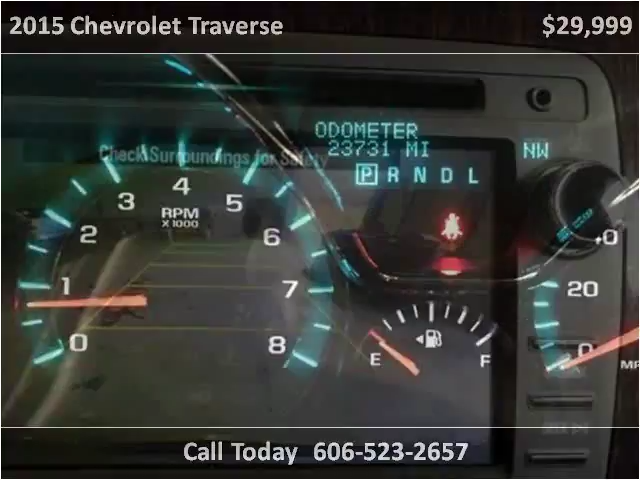 2015 Chevrolet Traverse $29,999
ODOMETER
Check Surroundings for Safety
23731 MI
NW
P R N D L
4
3 5
RPM
X1000
2 6
1 7
0 8
20
E F
0
Call Today 606-523-2657